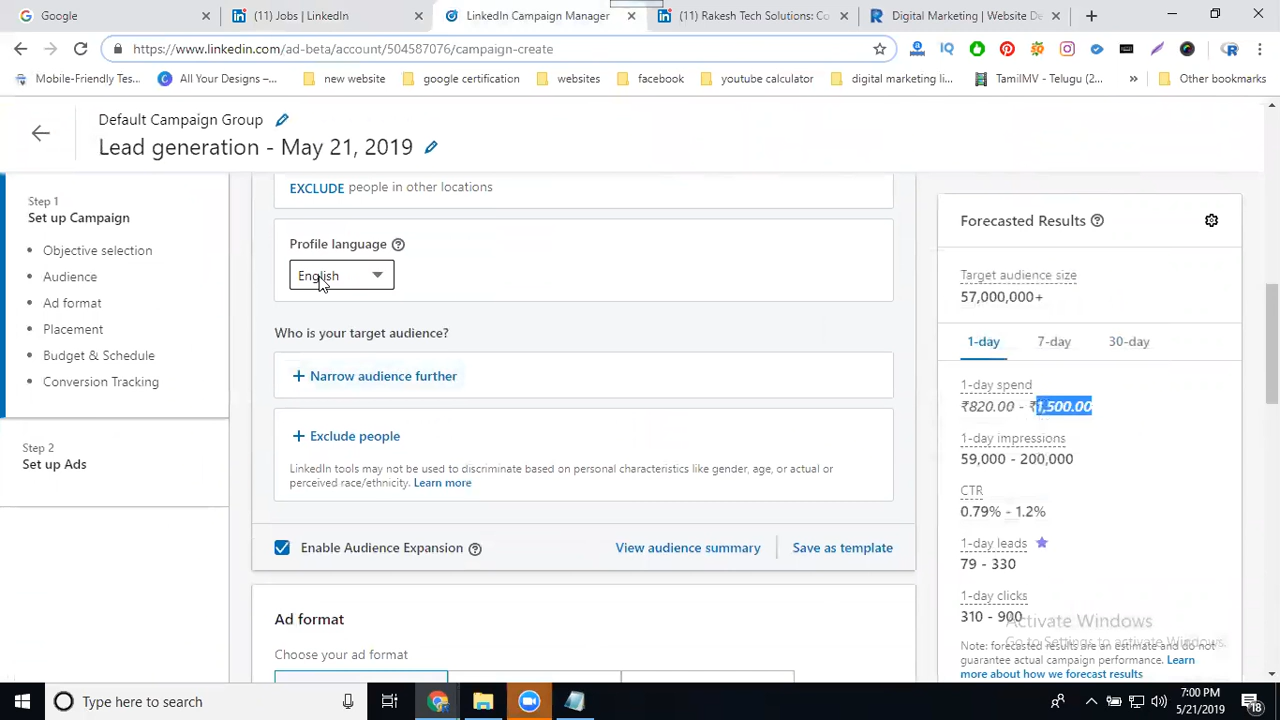 Google
(11) Jobs | LinkedIn
LinkedIn Campaign Manager
(11) Rakesh Tech Solutions: Co
Digital Marketing | Website De
https://www.linkedin.com/ad-beta/account/504587076/campaign-create
Mobile-Friendly Tes...
All Your Designs –...
new website
google certification
websites
facebook
youtube calculator
digital marketing li...
TamilMV - Telugu (2...
»
Other bookmarks
Default Campaign Group
Lead generation - May 21, 2019
Step 1
Set up Campaign
Objective selection
Audience
Ad format
Placement
Budget & Schedule
Conversion Tracking
Step 2
Set up Ads
EXCLUDE people in other locations
Profile language
English
Who is your target audience?
+ Narrow audience further
+ Exclude people
LinkedIn tools may not be used to discriminate based on personal characteristics like gender, age, or actual or
perceived race/ethnicity. Learn more
Enable Audience Expansion
View audience summary
Save as template
Ad format
Choose your ad format
Forecasted Results
Target audience size
57,000,000+
1-day
7-day
30-day
1-day spend
₹820.00 - ₹1,500.00
1-day impressions
59,000 - 200,000
CTR
0.79% - 1.2%
1-day leads
79 - 330
1-day clicks
310 - 900
Activate Windows
Go to Settings to activate Windows.
Note: forecasted results are an estimate and do not
guarantee actual campaign performance. Learn
more about how we forecast results
Type here to search
7:00 PM
5/21/2019
18